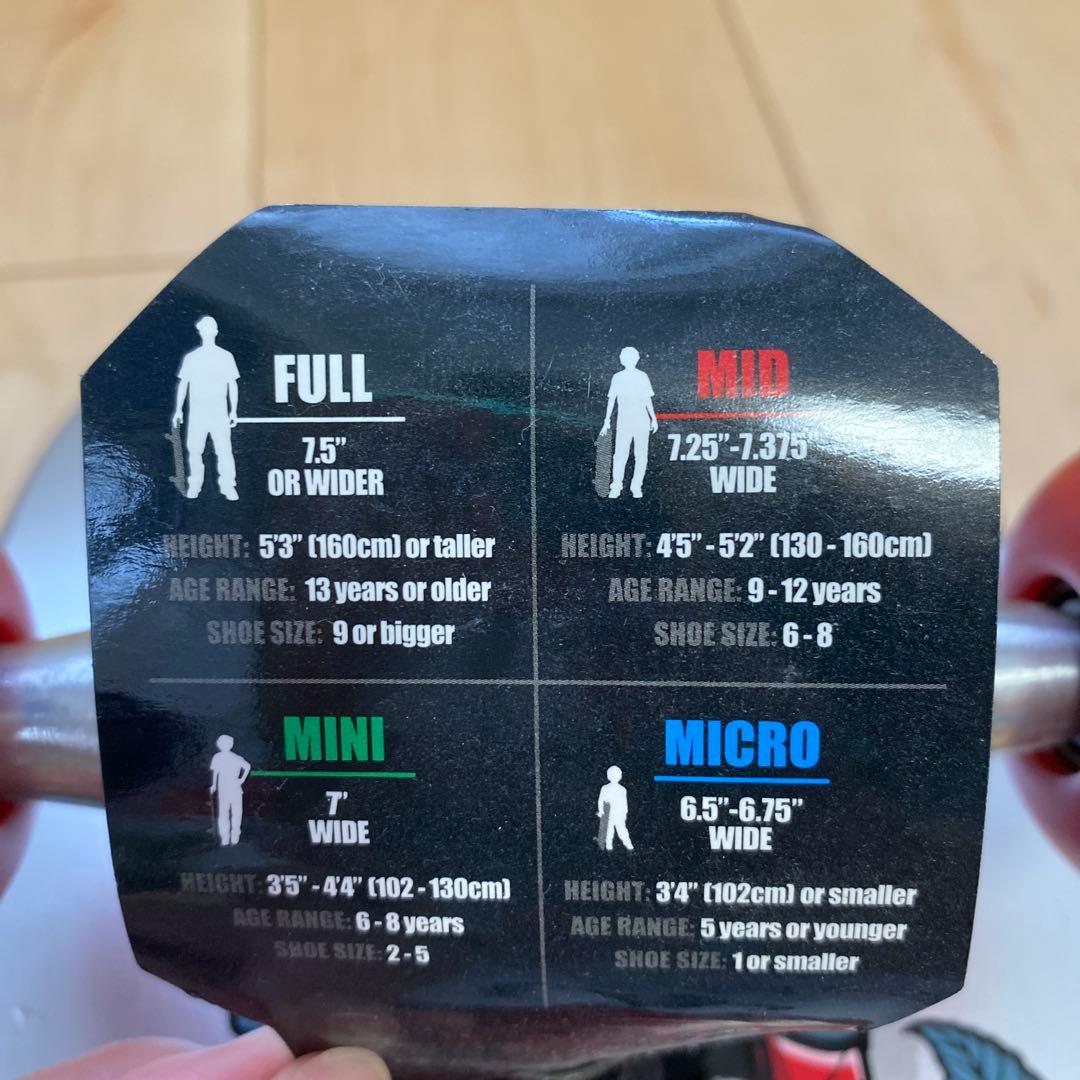 FULL
7.5”
OR WIDER
HEIGHT: 5’3” (160cm) or taller
AGE RANGE: 13 years or older
SHOE SIZE: 9 or bigger
MID
7.25”-7.375
WIDE
HEIGHT: 4’5” - 5’2” (130 - 160cm)
AGE RANGE: 9 - 12 years
SHOE SIZE: 6 - 8
MINI
7’
WIDE
HEIGHT: 3’5” - 4’4” (102 - 130cm)
AGE RANGE: 6 - 8 years
SHOE SIZE: 2 - 5
MICRO
6.5”-6.75”
WIDE
HEIGHT: 3’4” (102cm) or smaller
AGE RANGE: 5 years or younger
SHOE SIZE: 1 or smaller